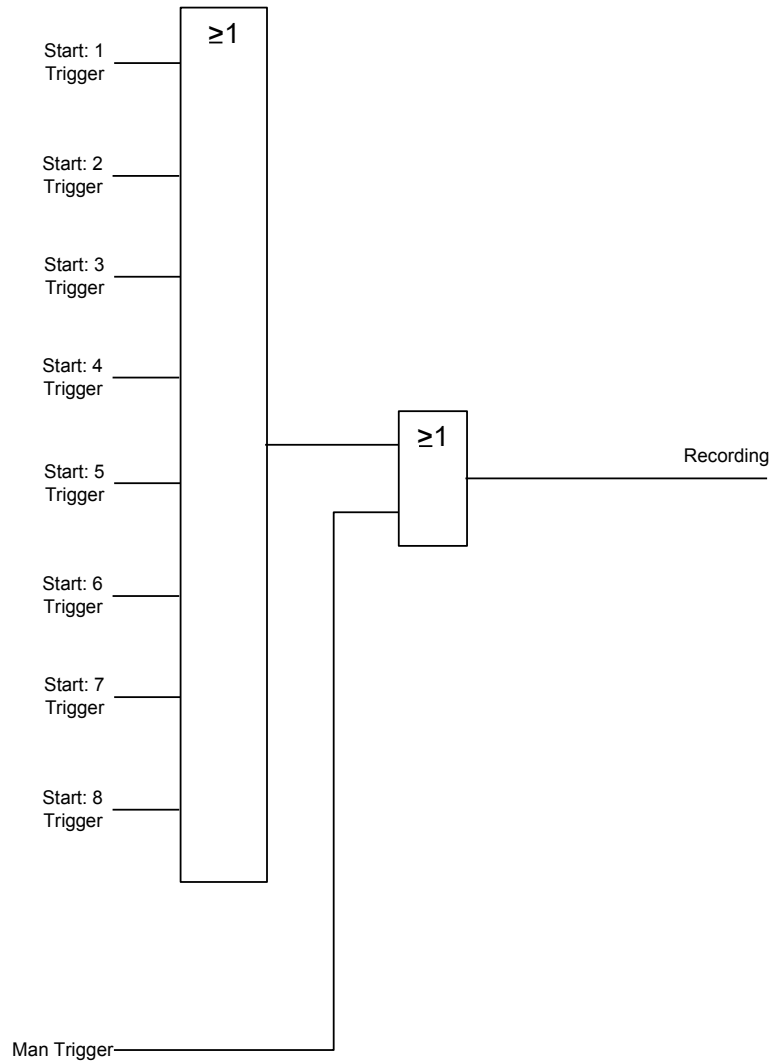 ≥1
Start: 1
Trigger
Start: 2
Trigger
Start: 3
Trigger
Start: 4
Trigger
≥1
Recording
Start: 5
Trigger
Start: 6
Trigger
Start: 7
Trigger
Start: 8
Trigger
Man Trigger